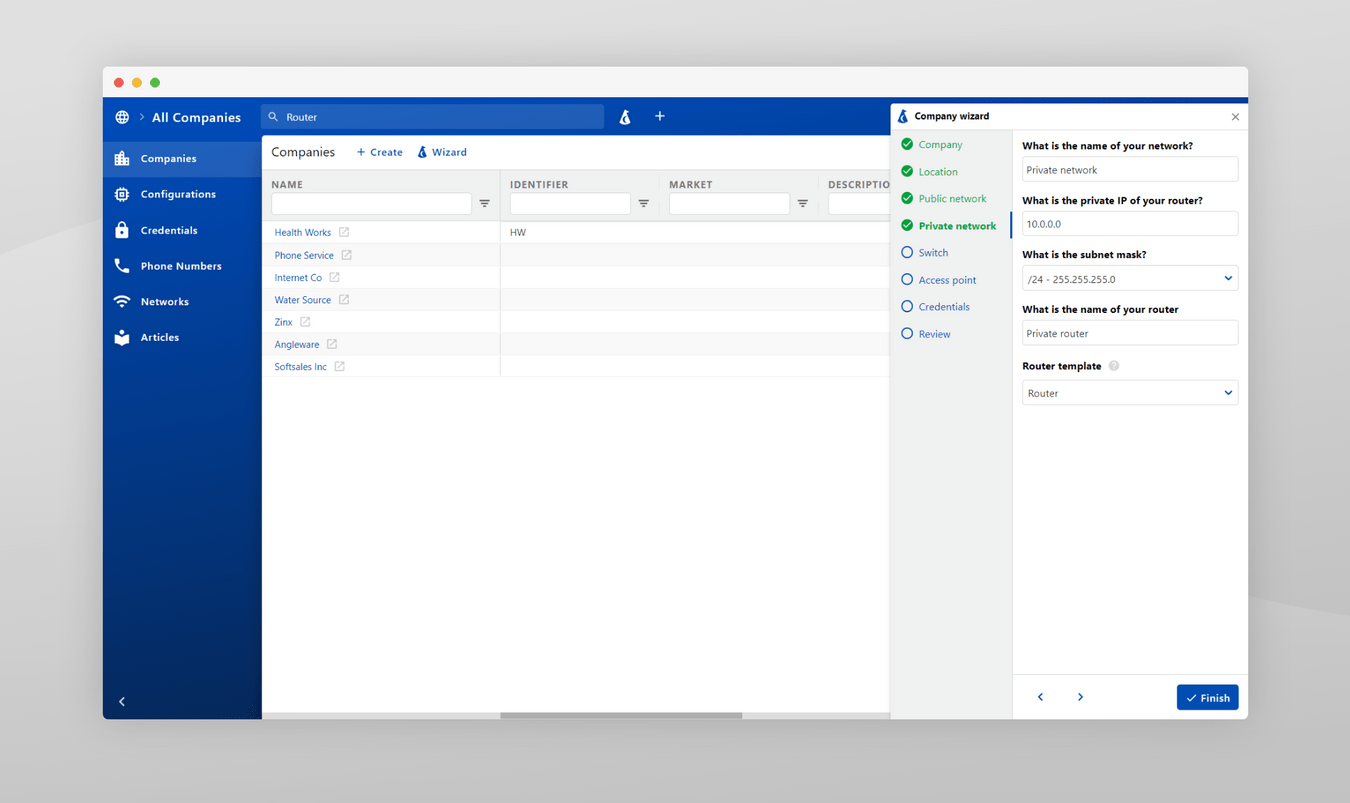 All Companies
Router
Companies
Configurations
Credentials
Phone Numbers
Networks
Articles
Companies
Create
Wizard
NAME
IDENTIFIER
MARKET
DESCRIPTIO
Health Works
HW
Phone Service
Internet Co
Water Source
Zinx
Angleware
Softsales Inc
Company wizard
Company
Location
Public network
Private network
Switch
Access point
Credentials
Review
What is the name of your network?
Private network
What is the private IP of your router?
10.0.0.0
What is the subnet mask?
/24 - 255.255.255.0
What is the name of your router
Private router
Router template ?
Router
Finish